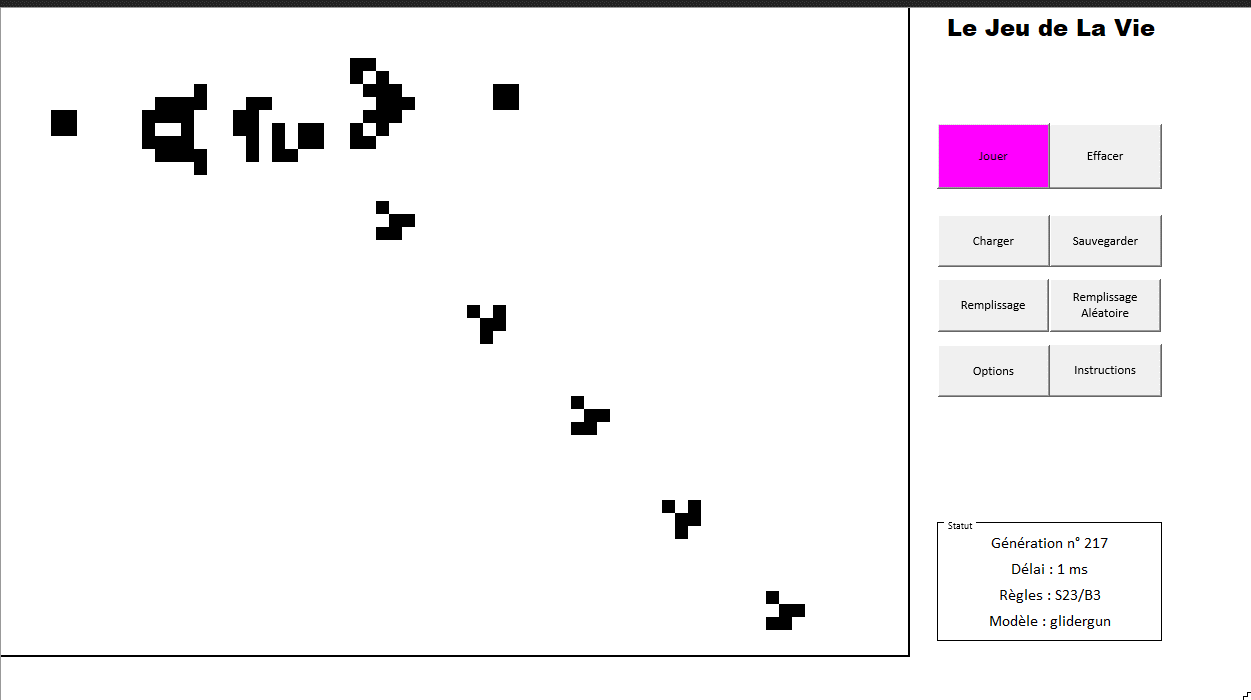 Le Jeu de La Vie
Jouer
Effacer
Charger
Sauvegarder
Remplissage
Remplissage
Aléatoire
Options
Instructions
Statut
Génération n° 217
Délai : 1 ms
Règles : S23/B3
Modèle : glidergun